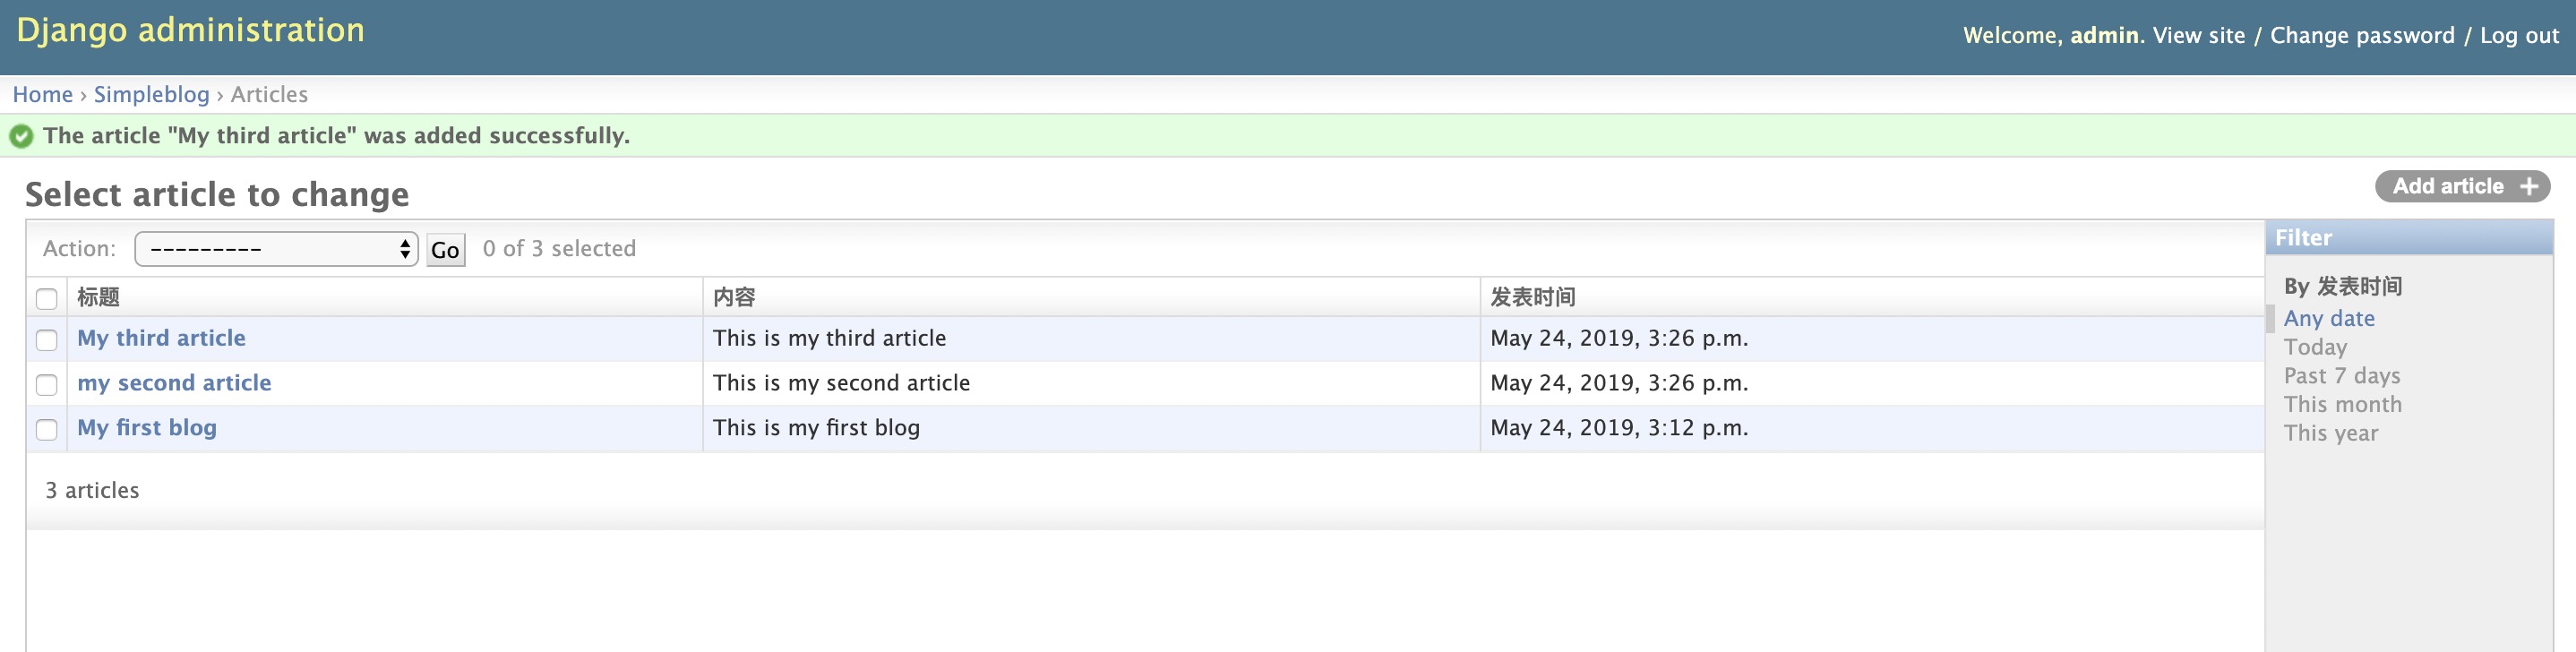 Django administration
Welcome, admin. View site / Change password / Log out
Home › Simpleblog › Articles
The article "My third article" was added successfully.
Select article to change
Add article +
Action: --------- Go 0 of 3 selected
标题 内容 发表时间
My third article This is my third article May 24, 2019, 3:26 p.m.
my second article This is my second article May 24, 2019, 3:26 p.m.
My first blog This is my first blog May 24, 2019, 3:12 p.m.
3 articles
Filter
By 发表时间
Any date
Today
Past 7 days
This month
This year